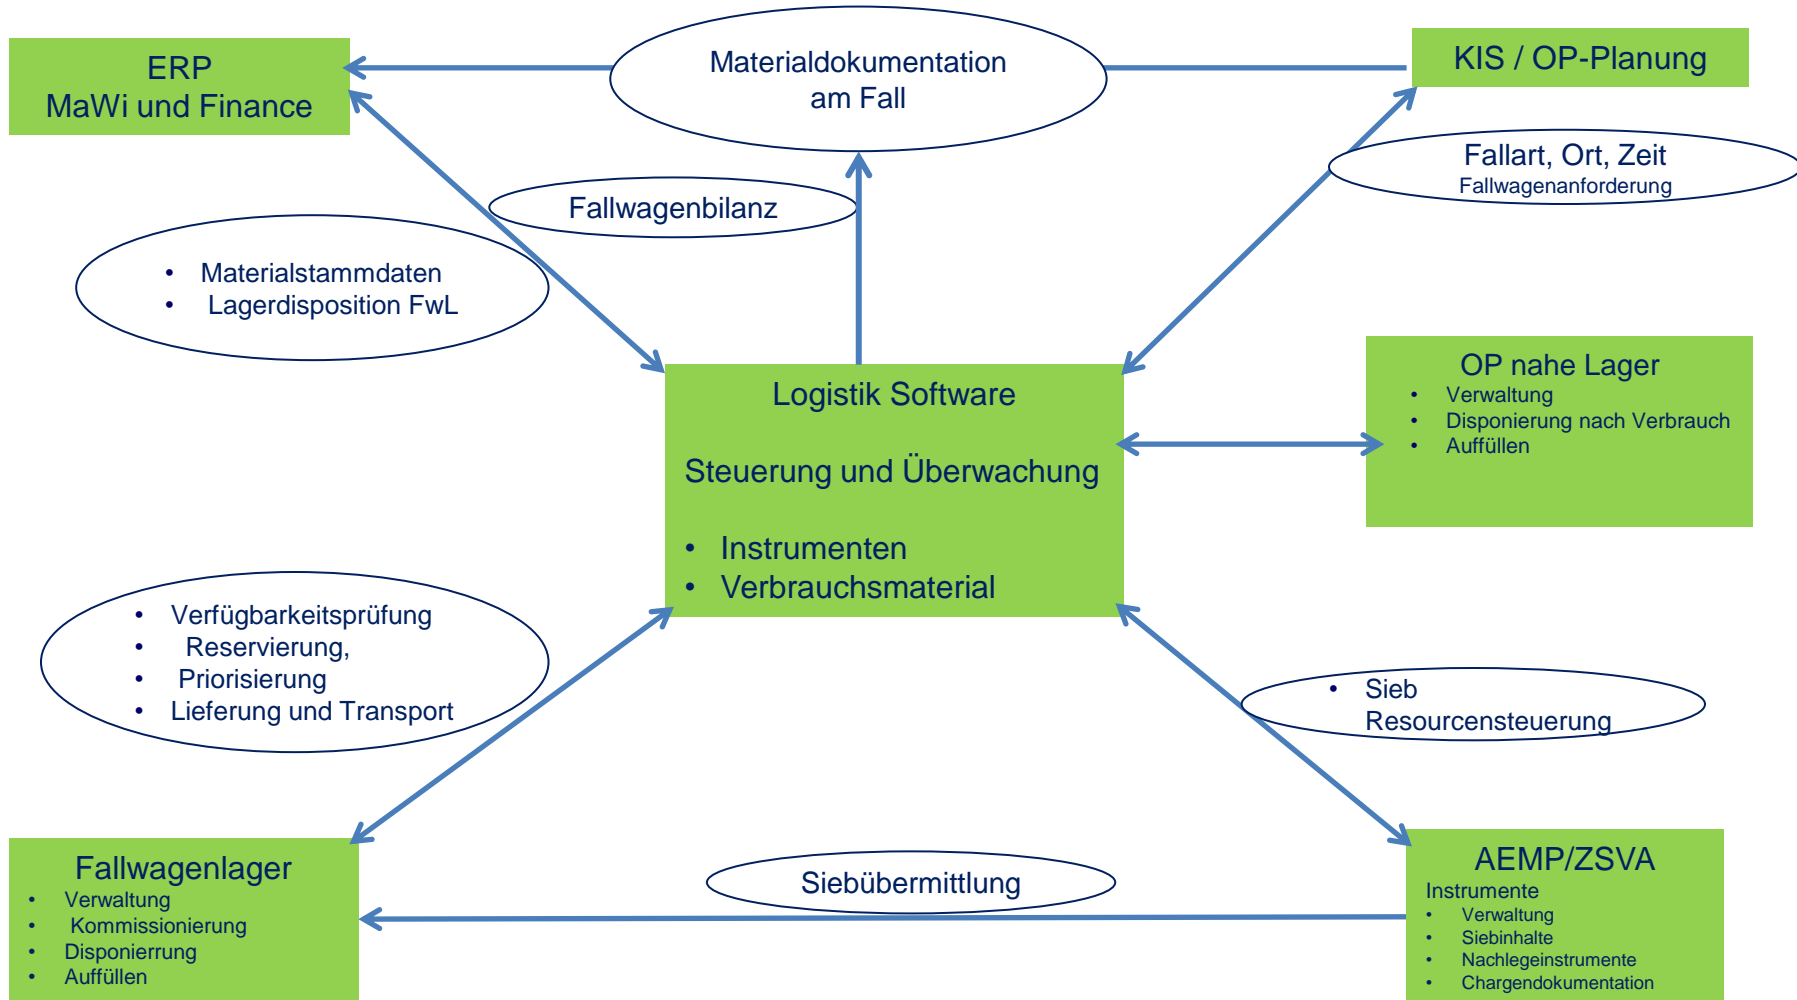 ERP
MaWi und Finance
Materialdokumentation
am Fall
KIS / OP-Planung
Fallart, Ort, Zeit
Fallwagenanforderung
Fallwagenbilanz
• Materialstammdaten
• Lagerdisposition FwL
Logistik Software
Steuerung und Überwachung
• Instrumenten
• Verbrauchsmaterial
OP nahe Lager
• Verwaltung
• Disponierung nach Verbrauch
• Auffüllen
• Verfügbarkeitsprüfung
• Reservierung,
• Priorisierung
• Lieferung und Transport
• Sieb
Resourcensteuerung
Fallwagenlager
• Verwaltung
• Kommissionierung
• Disponierrung
• Auffüllen
Siebübermittlung
AEMP/ZSVA
Instrumente
• Verwaltung
• Siebinhalte
• Nachlegeinstrumente
• Chargendokumentation